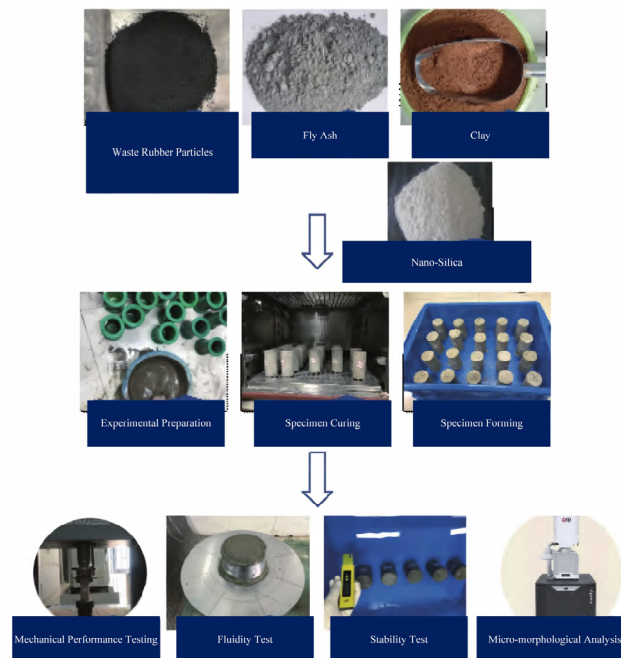 Waste Rubber Particles
Fly Ash
Clay
Nano-Silica
Experimental Preparation
Specimen Curing
Specimen Forming
Mechanical Performance Testing
Fluidity Test
Stability Test
Micro-morphological Analysis